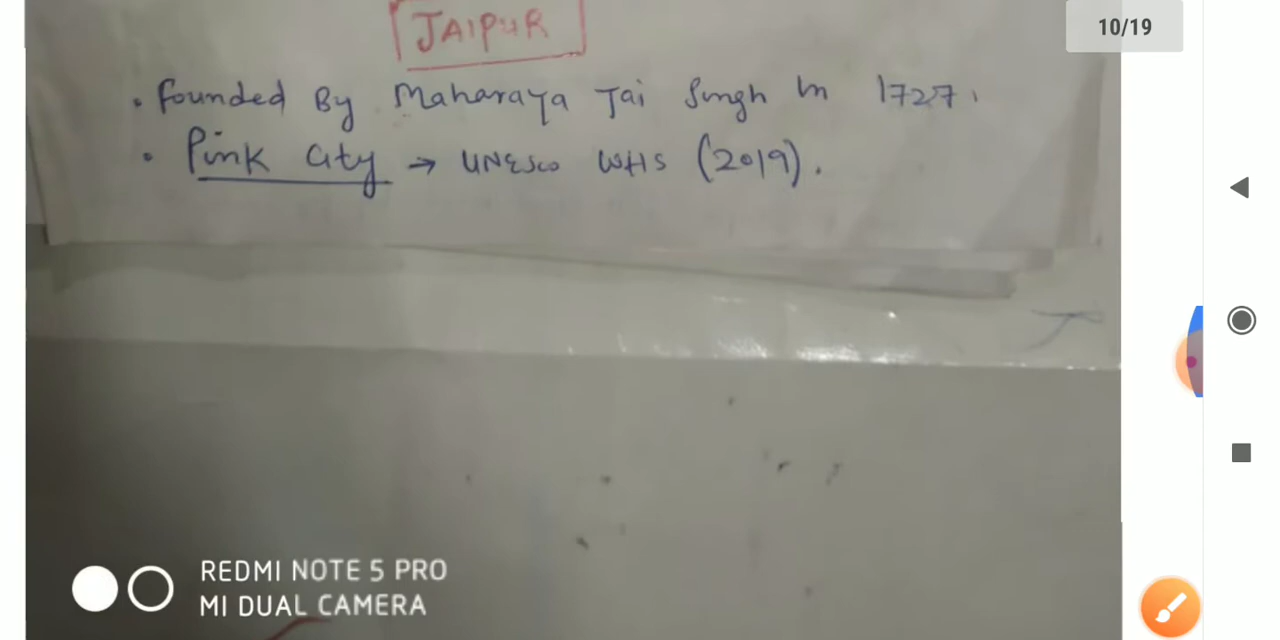 JAIPUR
10/19
. Founded By Maharaya Jai Singh in 1727.
. Pink City → UNESCO WHS (2019).
REDMI NOTE 5 PRO
MI DUAL CAMERA